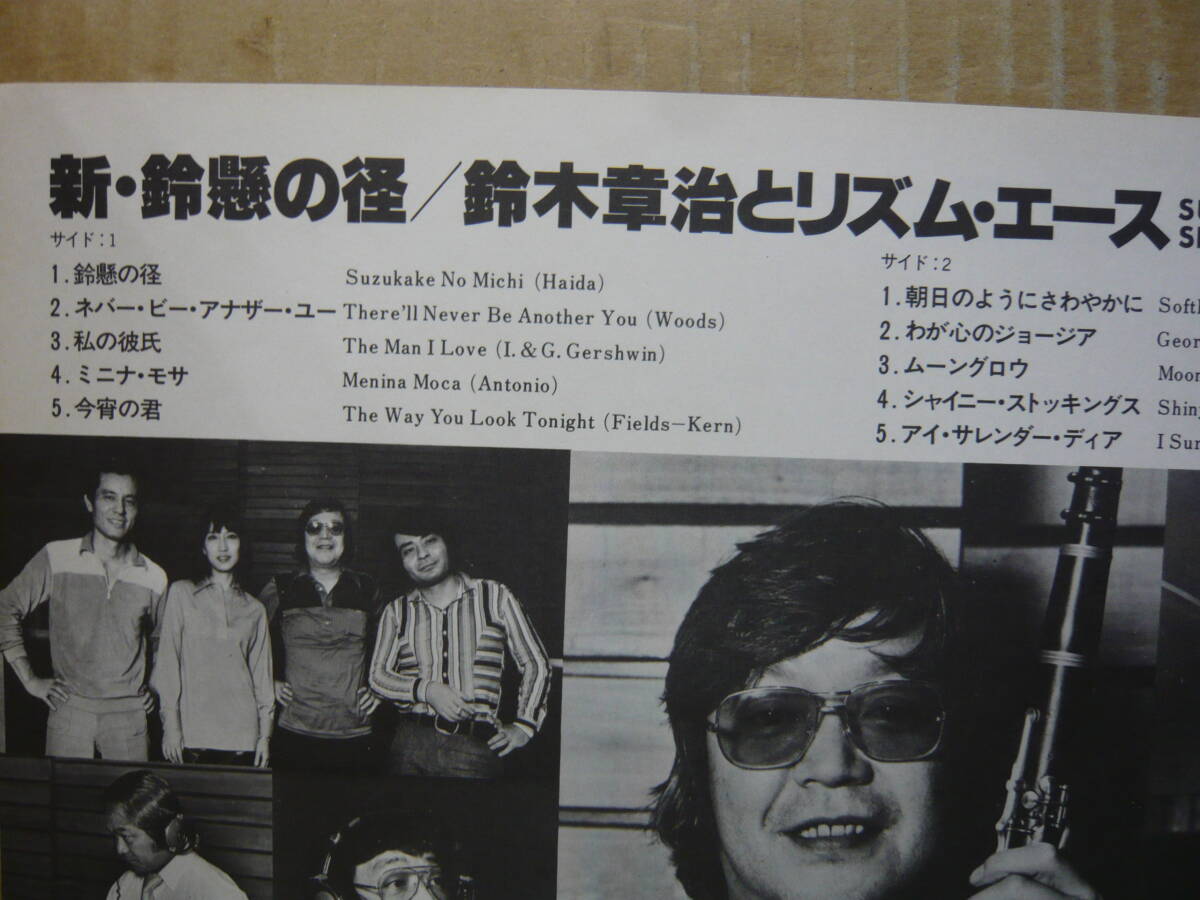 新・鈴懸の径/鈴木章治とリズム・エース
サイド:1
1.鈴懸の径 Suzukake No Michi (Haida)
2.ネバー・ビー・アナザー・ユー There'll Never Be Another You (Woods)
3.私の彼氏 The Man I Love (I. & G. Gershwin)
4.ミニナ・モサ Menina Moca (Antonio)
5.今宵の君 The Way You Look Tonight (Fields–Kern)
サイド:2
1.朝日のようにさわやかに
2.わが心のジョージア Geor
3.ムーングロウ Moon
4.シャイニー・ストッキングス Shin
5.アイ・サレンダー・ディア I Sur